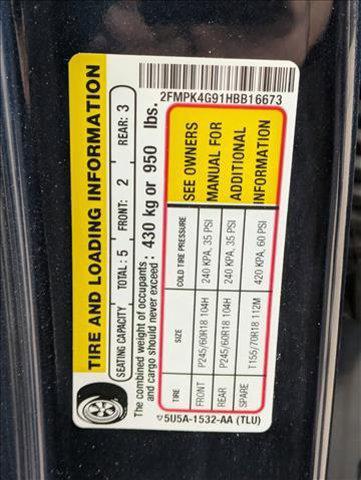 2FMPK4G91HBB16673
TIRE AND LOADING INFORMATION
SEATING CAPACITY TOTAL: 5 FRONT: 2 REAR: 3
The combined weight of occupants and cargo should never exceed: 430 kg or 950 lbs.
TIRE SIZE COLD TIRE PRESSURE
FRONT P245/60R18 104H 240 KPA, 35 PSI
REAR P245/60R18 104H 240 KPA, 35 PSI
SPARE T155/70R18 112M 420 KPA, 60 PSI
SEE OWNERS
MANUAL FOR
ADDITIONAL
INFORMATION
5U5A-1532-AA (TLU)